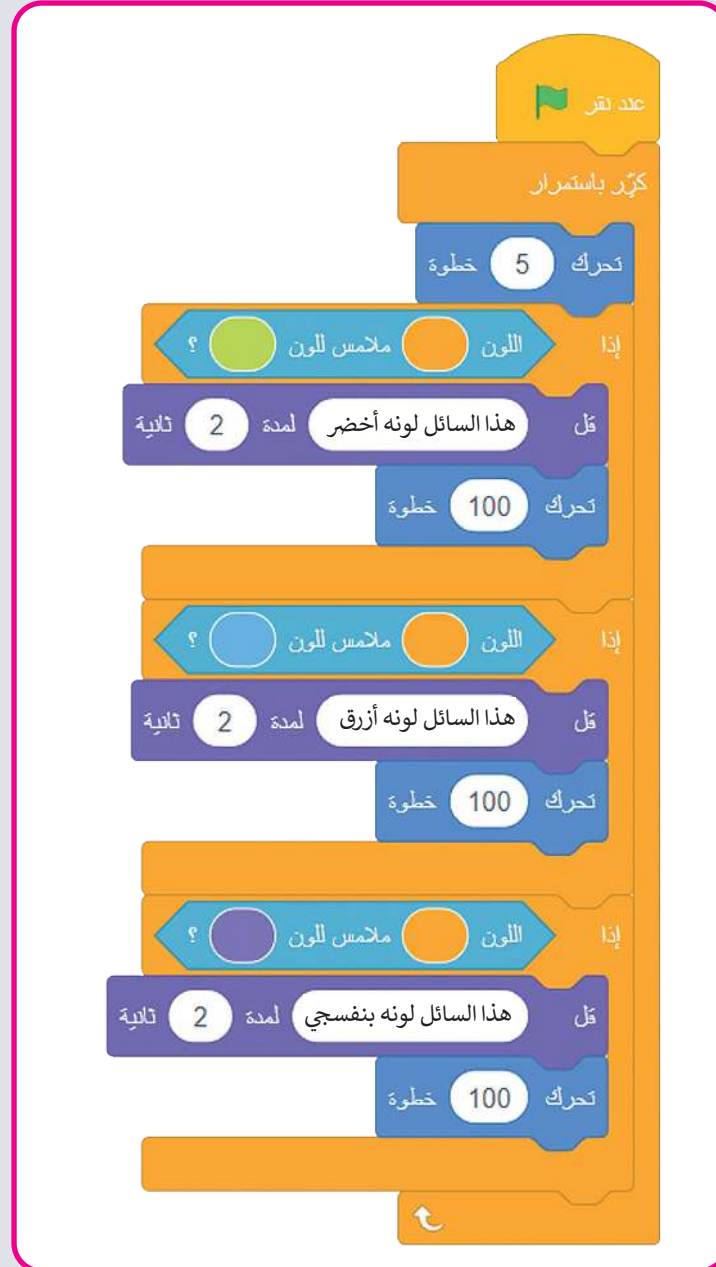 عند نقر
كرّر باستمرار
تحرك 5 خطوة
إذا اللون ملامس للون ؟
قل هذا السائل لونه أخضر لمدة 2 ثانية
تحرك 100 خطوة
إذا اللون ملامس للون ؟
قل هذا السائل لونه أزرق لمدة 2 ثانية
تحرك 100 خطوة
إذا اللون ملامس للون ؟
قل هذا السائل لونه بنفسجي لمدة 2 ثانية
تحرك 100 خطوة